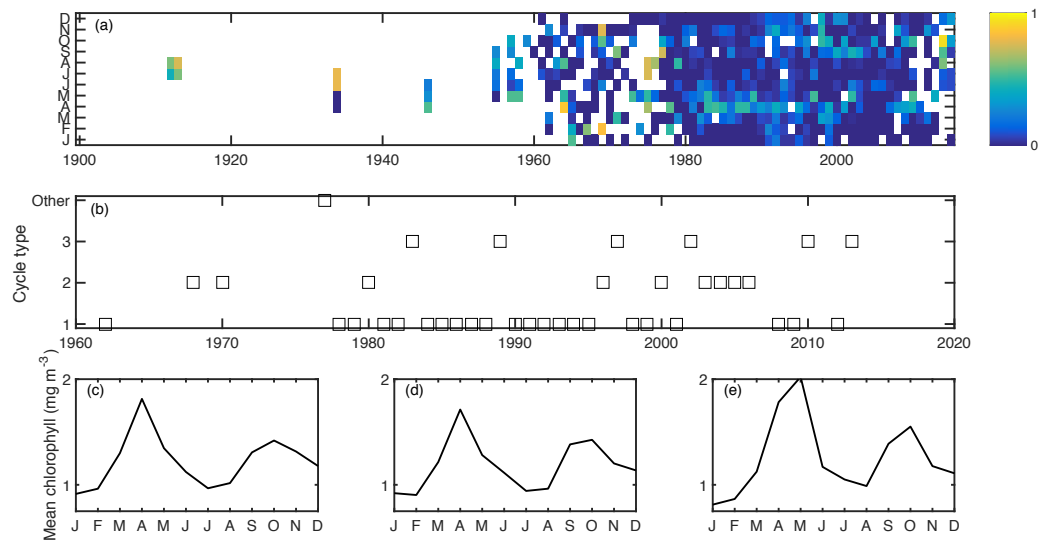 (a)
D
N
O
S
A
J
J
M
A
M
F
J
1900 1920 1940 1960 1980 2000
1
0
(b)
Cycle type
Other
3
2
1
1960 1970 1980 1990 2000 2010 2020
Mean chlorophyll (mg m⁻³)
(c)
2
1
J F M A M J J A S O N D
(d)
2
1
J F M A M J J A S O N D
(e)
2
1
J F M A M J J A S O N D